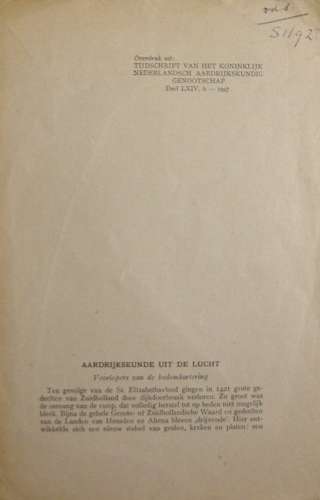 ods
S1192
Overdruk uit:
TIJDSCHRIFT VAN HET KONINKLIJK
NEDERLANDSCH AARDRIJKSKUNDIG
GENOOTSCHAP
Deel LXIV, 6 — 1947
AARDRIJKSKUNDE UIT DE LUCHT
Voorlopers van de bodemkartering
Ten gevolge van de St. Elizabethsvloed gingen in 1421 grote ge-
deelten van Zuidholland door dijkdoorbraak verloren. Zo groot was
de omvang van de ramp, dat volledig herstel tot op heden niet mogelijk
bleek. Bijna de gehele Groote- of Zuidhollandsche Waard en gedeelten
van de Landen van Heusden en Altena bleven „drijvende". Hier ont-
wikkelde zich een nieuw stelsel van geulen, kreken en platen: een